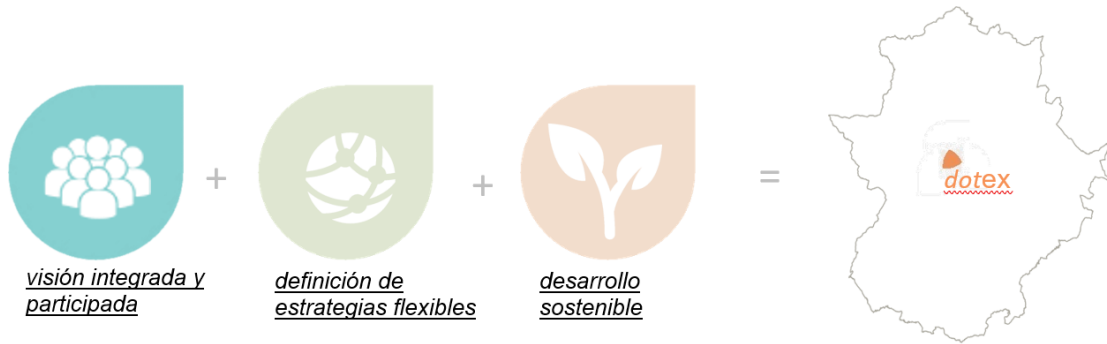 visión integrada y
participada
+
definición de
estrategias flexibles
+
desarrollo
sostenible
=
dotex